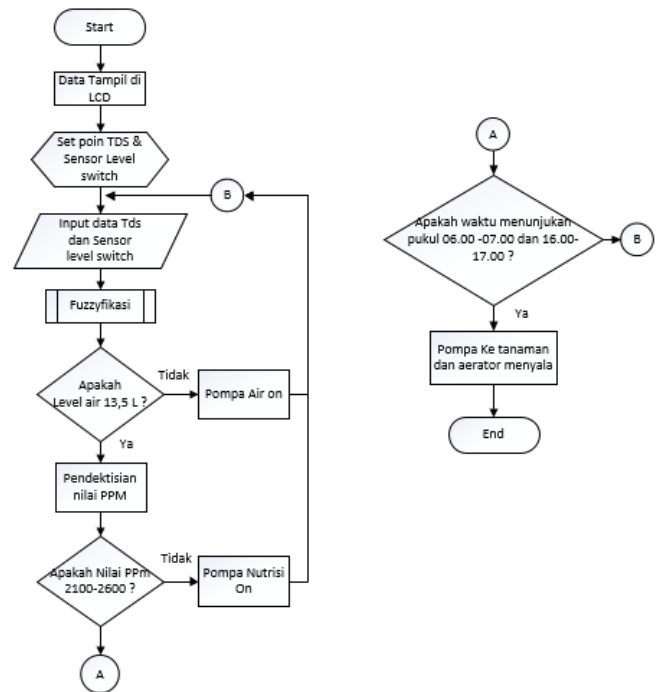 Start
Data Tampil di
LCD
Set poin TDS &
Sensor Level
switch
B
Input data Tds
dan Sensor
level switch
Fuzzyfikasi
Apakah
Level air 13,5 L ?
Tidak
Pompa Air on
Ya
Pendektisian
nilai PPM
Apakah Nilai PPm
2100-2600 ?
Tidak
Pompa Nutrisi
On
A
A
Apakah waktu menunjukan
pukul 06.00 -07.00 dan 16.00-
17.00 ?
B
Ya
Pompa Ke tanaman
dan aerator menyala
End